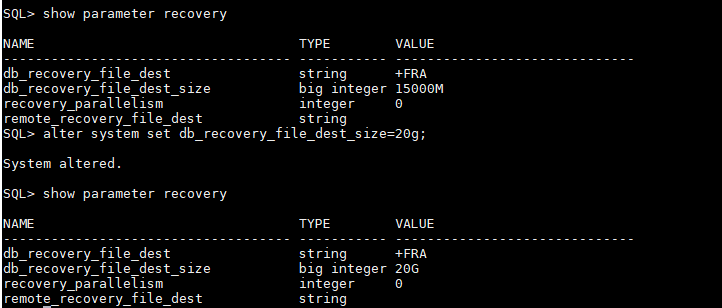 SQL> show parameter recovery
NAME                                 TYPE        VALUE
------------------------------------ ----------- ------------------------------
db_recovery_file_dest                string      +FRA
db_recovery_file_dest_size           big integer 15000M
recovery_parallelism                 integer     0
remote_recovery_file_dest            string
SQL> alter system set db_recovery_file_dest_size=20g;
System altered.
SQL> show parameter recovery
NAME                                 TYPE        VALUE
------------------------------------ ----------- ------------------------------
db_recovery_file_dest                string      +FRA
db_recovery_file_dest_size           big integer 20G
recovery_parallelism                 integer     0
remote_recovery_file_dest            string